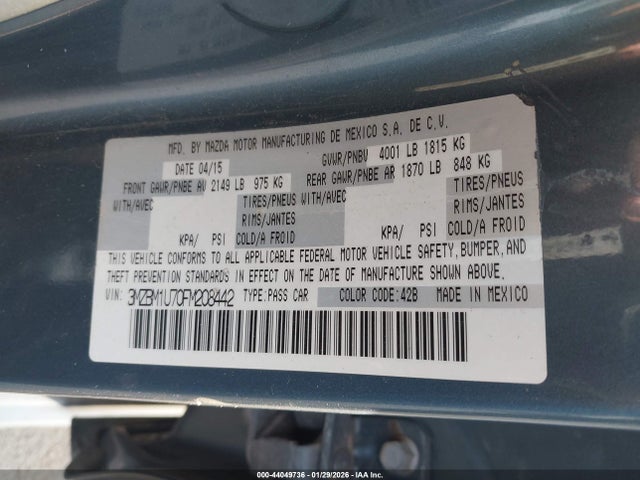 MFD. BY MAZDA MOTOR MANUFACTURING DE MEXICO S.A. DE C.V.
DATE 04/15 GVWR/PNBV 4001 LB 1815 KG
FRONT GAWR/PNBE AV 2149 LB 975 KG REAR GAWR/PNBE AR 1870 LB 848 KG
WITH/AVEC TIRES/PNEUS WITH/AVEC TIRES/PNEUS
RIMS/JANTES RIMS/JANTES
KPA/ PSI COLD/A FROID KPA/ PSI COLD/A FROID
THIS VEHICLE CONFORMS TO ALL APPLICABLE FEDERAL MOTOR VEHICLE SAFETY, BUMPER, AND
THEFT PREVENTION STANDARDS IN EFFECT ON THE DATE OF MANUFACTURE SHOWN ABOVE.
VIN: 3MZBM1U70FM208442 TYPE:PASS CAR COLOR CODE:42B MADE IN MEXICO
000-44049736 - 01/29/2026 - IAA Inc.